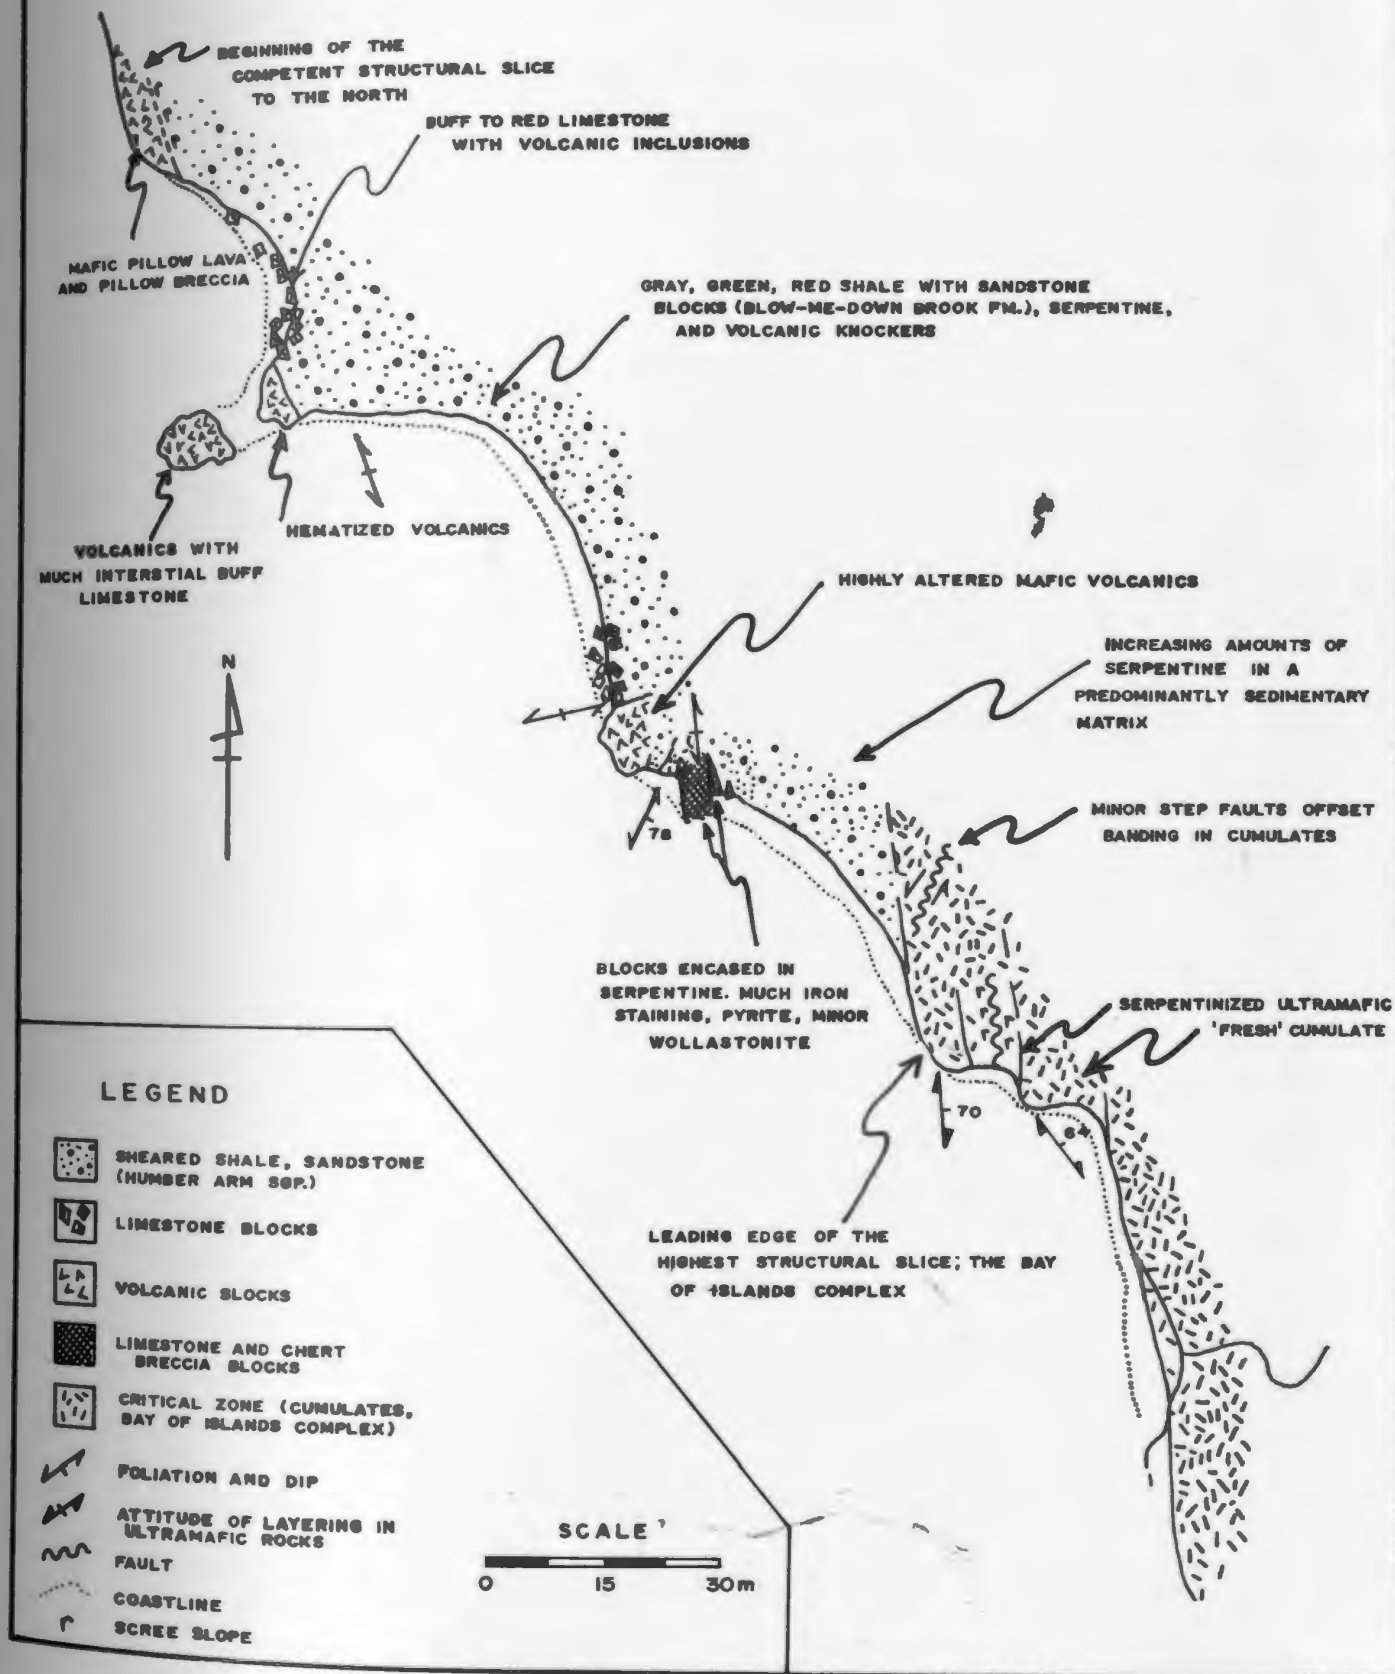 BEGINNING OF THE
COMPETENT STRUCTURAL SLICE
TO THE NORTH
BUFF TO RED LIMESTONE
WITH VOLCANIC INCLUSIONS
MAFIC PILLOW LAVA
AND PILLOW BRECCIA
GRAY, GREEN, RED SHALE WITH SANDSTONE
BLOCKS (BLOW-ME-DOWN BROOK FM.), SERPENTINE,
AND VOLCANIC KNOCKERS
HEMATIZED VOLCANICS
VOLCANICS WITH
MUCH INTERSTIAL BUFF
LIMESTONE
HIGHLY ALTERED MAFIC VOLCANICS
N
INCREASING AMOUNTS OF
SERPENTINE IN A
PREDOMINANTLY SEDIMENTARY
MATRIX
MINOR STEP FAULTS OFFSET
BANDING IN CUMULATES
78
BLOCKS ENCASED IN
SERPENTINE. MUCH IRON
STAINING, PYRITE, MINOR
WOLLASTONITE
SERPENTINIZED ULTRAMAFIC
'FRESH' CUMULATE
70
64
LEADING EDGE OF THE
HIGHEST STRUCTURAL SLICE; THE BAY
OF ISLANDS COMPLEX
LEGEND
SHEARED SHALE, SANDSTONE
(HUMBER ARM SGP.)
LIMESTONE BLOCKS
VOLCANIC BLOCKS
LIMESTONE AND CHERT
BRECCIA BLOCKS
CRITICAL ZONE (CUMULATES,
BAY OF ISLANDS COMPLEX)
FOLIATION AND DIP
ATTITUDE OF LAYERING IN
ULTRAMAFIC ROCKS
FAULT
COASTLINE
SCREE SLOPE
SCALE
0 15 30m